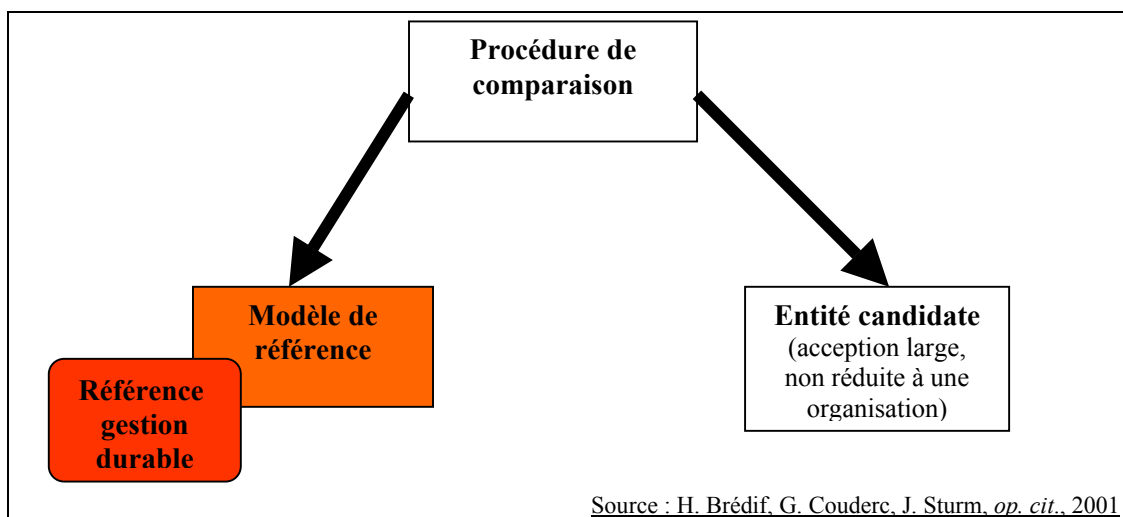 Procédure de
comparaison
Modèle de
référence
Référence
gestion
durable
Entité candidate
(acception large,
non réduite à une
organisation)
Source : H. Brédif, G. Couderc, J. Sturm, op. cit., 2001